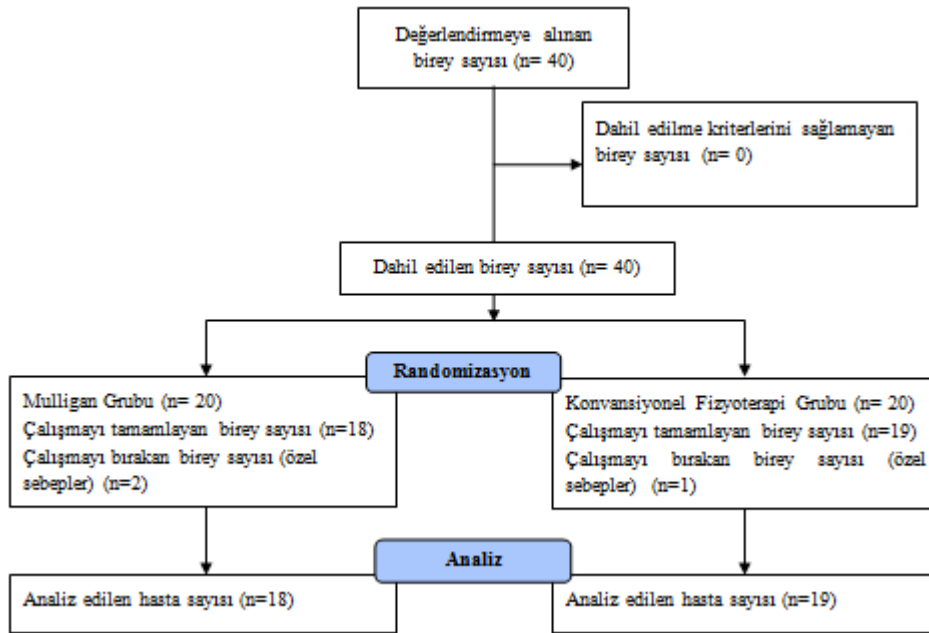 Değerlendirmeye alınan
birey sayısı (n= 40)
Dahil edilme kriterlerini sağlamayan
birey sayısı (n= 0)
Dahil edilen birey sayısı (n= 40)
Randomizasyon
Mulligan Grubu (n= 20)
Çalışmayı tamamlayan birey sayısı (n=18)
Çalışmayı bırakan birey sayısı (özel
sebepler) (n=2)
Konvansiyonel Fizyoterapi Grubu (n= 20)
Çalışmayı tamamlayan birey sayısı (n=19)
Çalışmayı bırakan birey sayısı (özel
sebepler) (n=1)
Analiz
Analiz edilen hasta sayısı (n=18)
Analiz edilen hasta sayısı (n=19)